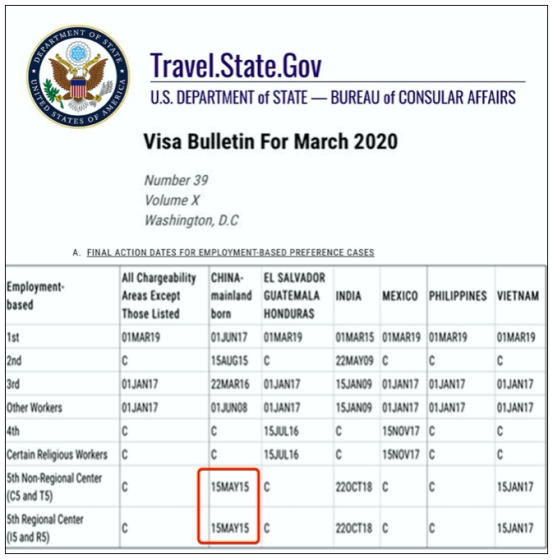 DEPARTMENT OF STATE
UNITED STATES OF AMERICA
Travel.State.Gov
U.S. DEPARTMENT of STATE — BUREAU of CONSULAR AFFAIRS
Visa Bulletin For March 2020
Number 39
Volume X
Washington, D.C
A. FINAL ACTION DATES FOR EMPLOYMENT-BASED PREFERENCE CASES
Employment-based All Chargeability Areas Except Those Listed CHINA-mainland born EL SALVADOR GUATEMALA HONDURAS INDIA MEXICO PHILIPPINES VIETNAM
1st 01MAR19 01JUN17 01MAR19 01MAR15 01MAR19 01MAR19 01MAR19
2nd C 15AUG15 C 22MAY09 C C C
3rd 01JAN17 22MAR16 01JAN17 15JAN09 01JAN17 01JAN17 01JAN17
Other Workers 01JAN17 01JUN08 01JAN17 15JAN09 01JAN17 01JAN17 01JAN17
4th C C 15JUL16 C 15NOV17 C C
Certain Religious Workers C C 15JUL16 C 15NOV17 C C
5th Non-Regional Center (C5 and T5) C 15MAY15 C 22OCT18 C C 15JAN17
5th Regional Center (I5 and R5) C 15MAY15 C 22OCT18 C C 15JAN17